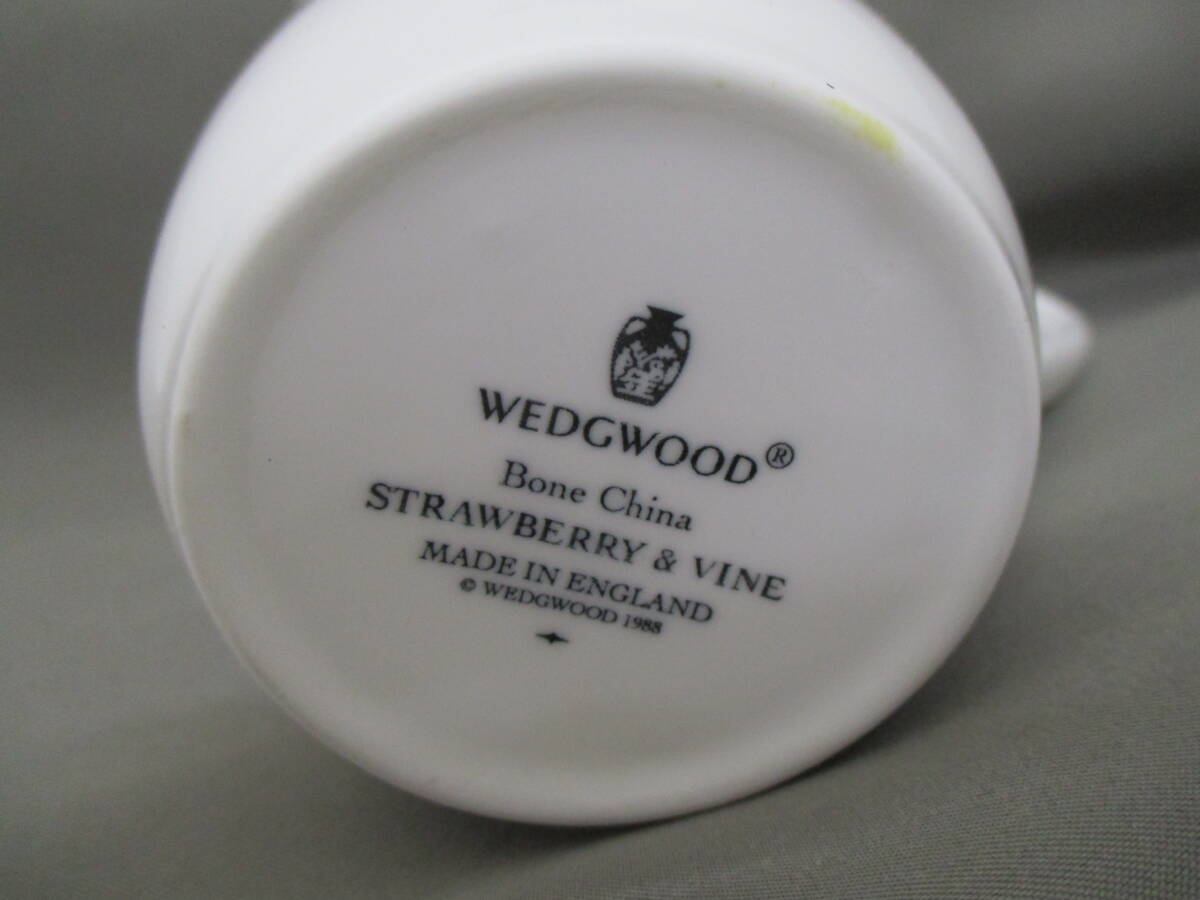 WEDGWOOD®
Bone China
STRAWBERRY & VINE
MADE IN ENGLAND
© WEDGWOOD 1988